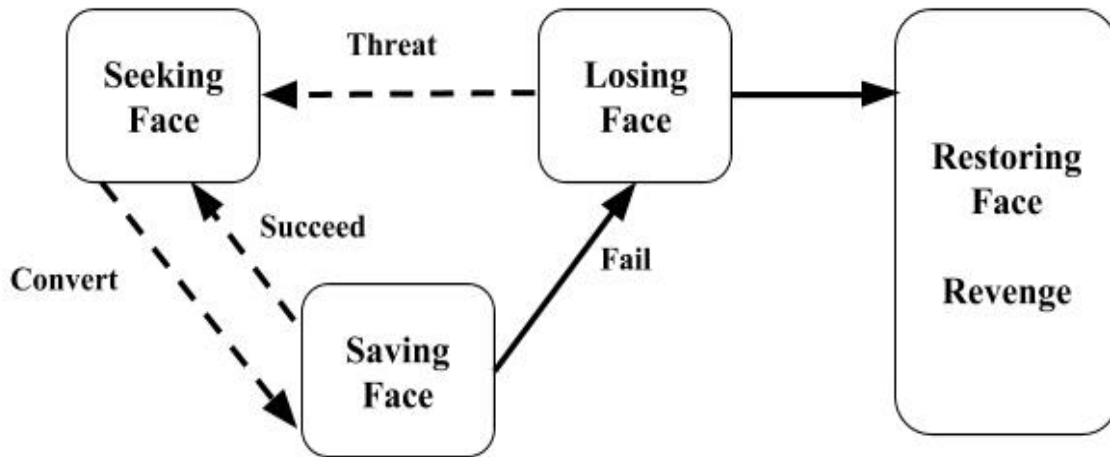 Seeking
Face
Threat
Losing
Face
Restoring
Face
Revenge
Succeed
Convert
Fail
Saving
Face